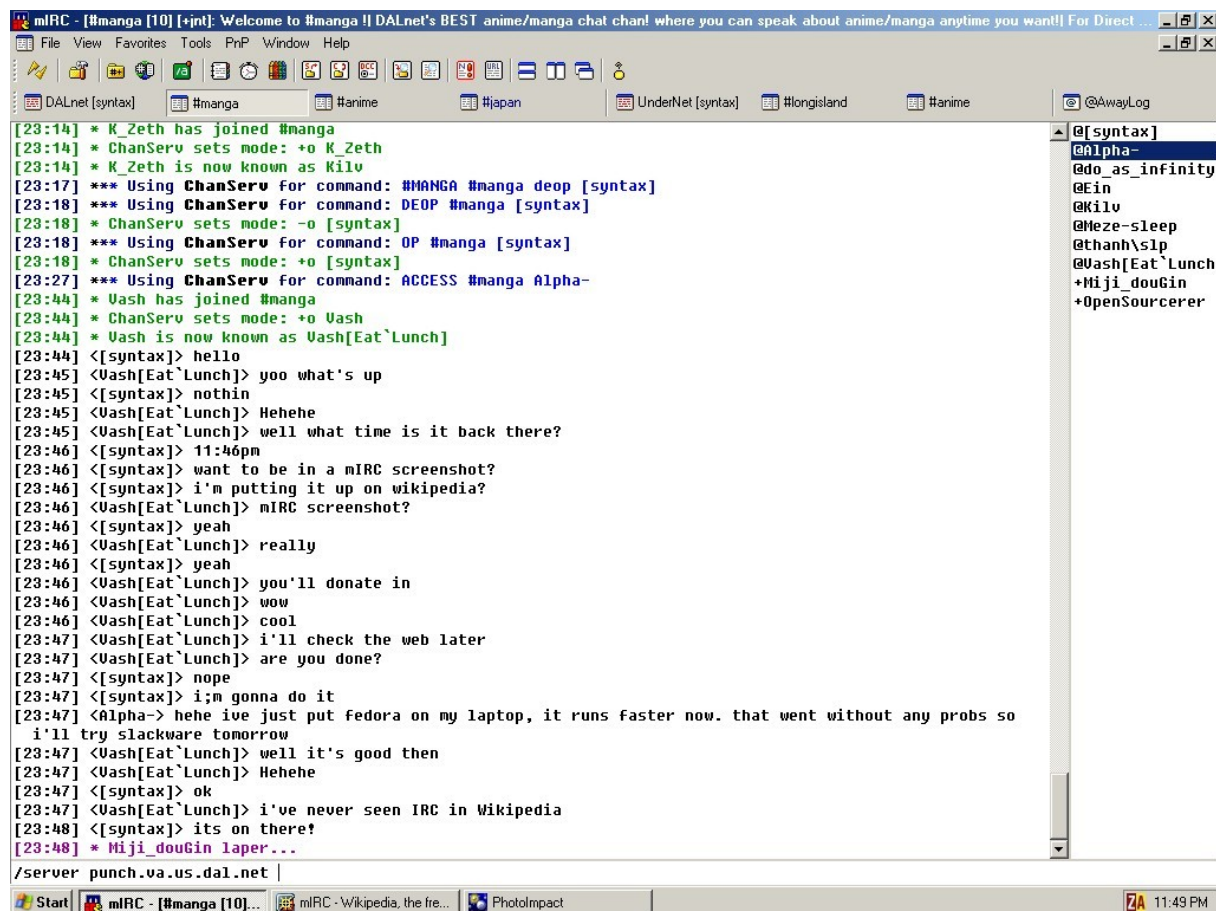 mIRC - [#manga [10] [+int]: Welcome to #manga !| DALnet's BEST anime/manga chat chan! where you can speak about anime/manga anytime you want!| For Direct ...
File View Favorites Tools PnP Window Help
DALnet [syntax] #manga #anime #japan UnderNet [syntax] #longisland #anime @AwayLog
[23:14] * K_Zeth has joined #manga
[23:14] * ChanServ sets mode: +o K_Zeth
[23:14] * K_Zeth is now known as Kilv
[23:17] *** Using ChanServ for command: #MANGA #manga deop [syntax]
[23:18] *** Using ChanServ for command: DEOP #manga [syntax]
[23:18] * ChanServ sets mode: -o [syntax]
[23:18] *** Using ChanServ for command: OP #manga [syntax]
[23:18] * ChanServ sets mode: +o [syntax]
[23:27] *** Using ChanServ for command: ACCESS #manga Alpha-
[23:44] * Vash has joined #manga
[23:44] * ChanServ sets mode: +o Vash
[23:44] * Vash is now known as Vash[Eat`Lunch]
[23:44] <[syntax]> hello
[23:45] <Vash[Eat`Lunch]> yoo what's up
[23:45] <[syntax]> nothin
[23:45] <Vash[Eat`Lunch]> Hehehe
[23:45] <Vash[Eat`Lunch]> well what time is it back there?
[23:46] <[syntax]> 11:46pm
[23:46] <[syntax]> want to be in a mIRC screenshot?
[23:46] <[syntax]> i'm putting it up on wikipedia?
[23:46] <Vash[Eat`Lunch]> mIRC screenshot?
[23:46] <[syntax]> yeah
[23:46] <Vash[Eat`Lunch]> really
[23:46] <[syntax]> yeah
[23:46] <Vash[Eat`Lunch]> you'll donate in
[23:46] <Vash[Eat`Lunch]> wow
[23:46] <Vash[Eat`Lunch]> cool
[23:47] <Vash[Eat`Lunch]> i'll check the web later
[23:47] <Vash[Eat`Lunch]> are you done?
[23:47] <[syntax]> nope
[23:47] <[syntax]> i;m gonna do it
[23:47] <Alpha-> hehe ive just put fedora on my laptop, it runs faster now. that went without any probs so
i'll try slackware tomorrow
[23:47] <Vash[Eat`Lunch]> well it's good then
[23:47] <Vash[Eat`Lunch]> Hehehe
[23:47] <[syntax]> ok
[23:47] <Vash[Eat`Lunch]> i've never seen IRC in Wikipedia
[23:48] <[syntax]> its on there!
[23:48] * Miji_douGin laper...
@[syntax]
@Alpha-
@do_as_infinity
@Ein
@Kilv
@Meze-sleep
@thanh\slp
@Vash[Eat`Lunch
+Miji_douGin
+OpenSourcerer
/server punch.va.us.dal.net
Start mIRC - [#manga [10]... mIRC - Wikipedia, the fre... PhotoImpact ZA 11:49 PM